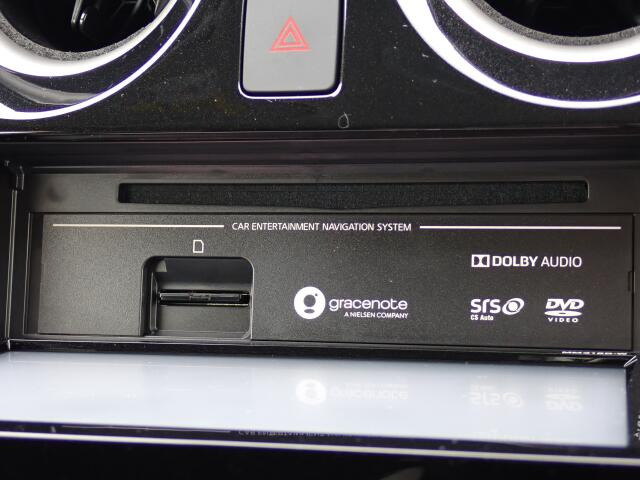 CAR ENTERTAINMENT NAVIGATION SYSTEM
DOLBY AUDIO
gracenote
A NIELSEN COMPANY
SRS
CS Auto
DVD
VIDEO